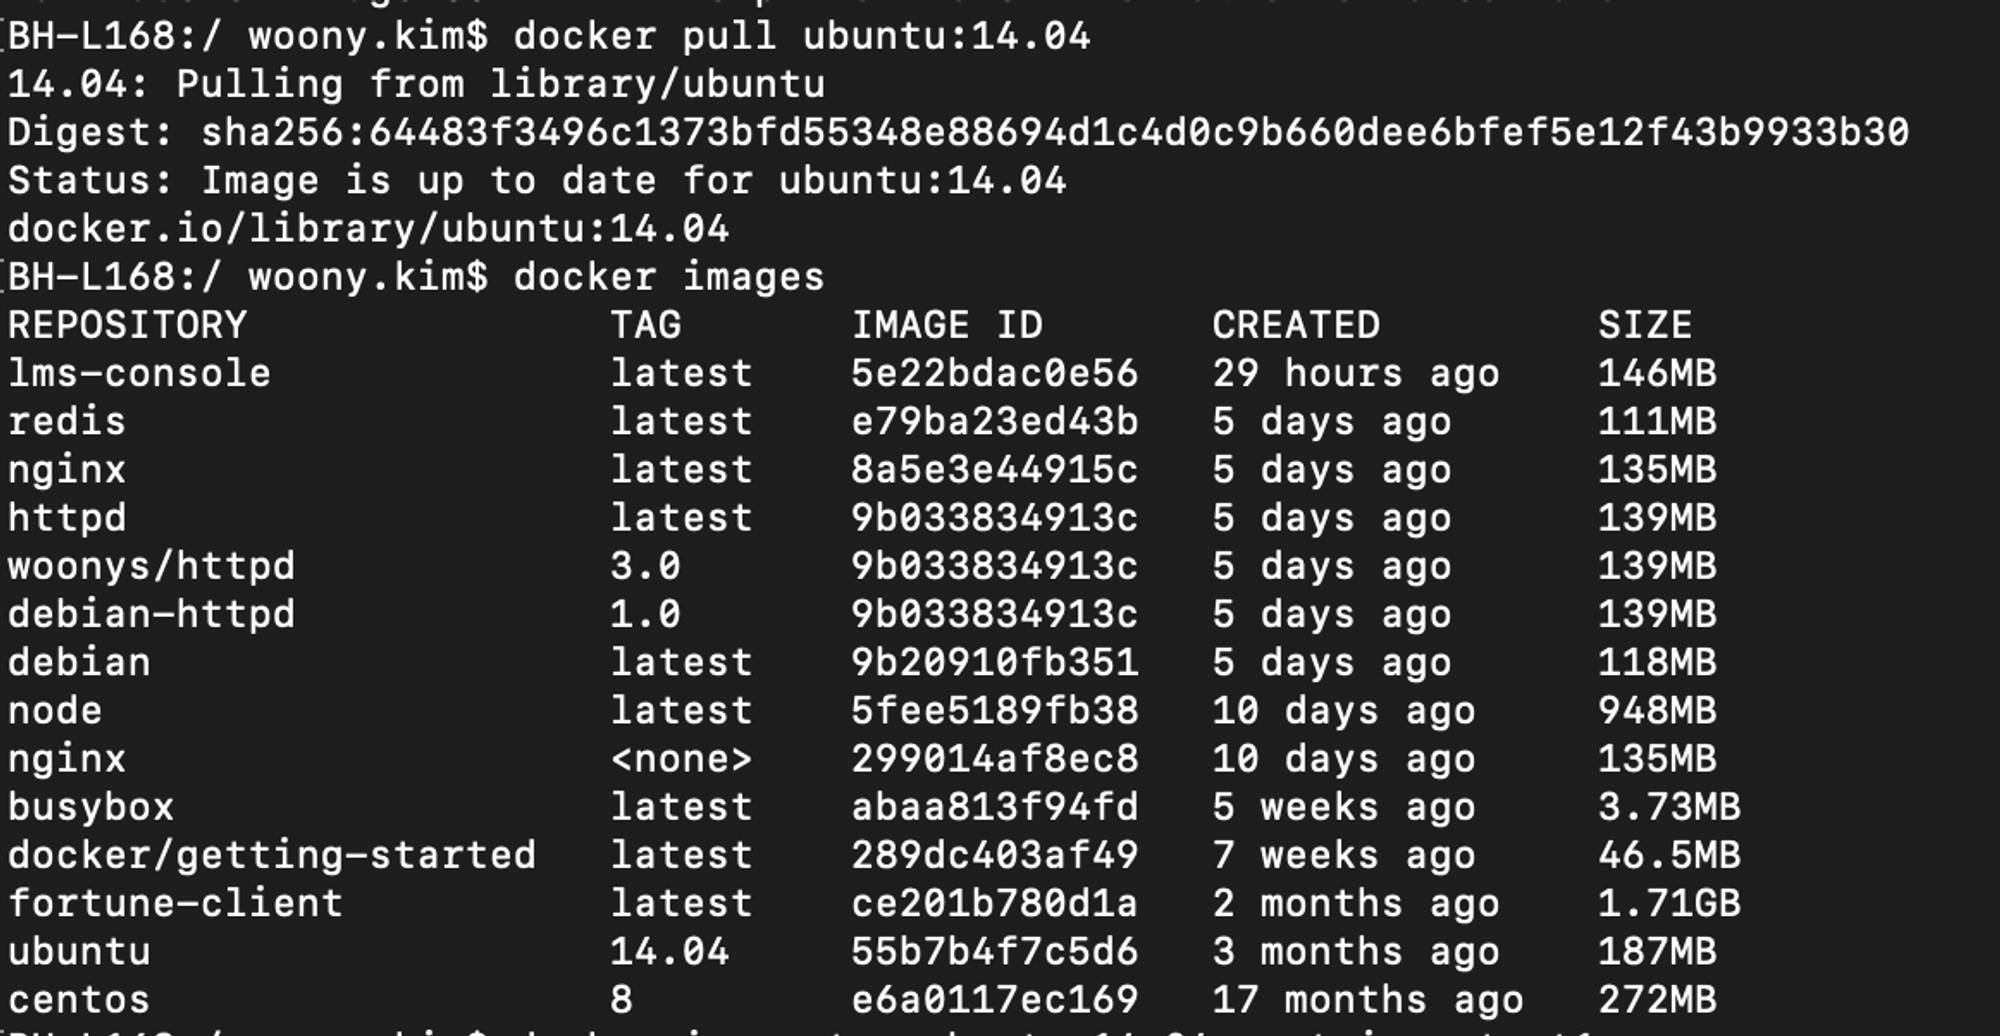 BH-L168:/ woony.kim$ docker pull ubuntu:14.04
14.04: Pulling from library/ubuntu
Digest: sha256:64483f3496c1373bfd55348e88694d1c4d0c9b660dee6bfef5e12f43b9933b30
Status: Image is up to date for ubuntu:14.04
docker.io/library/ubuntu:14.04
BH-L168:/ woony.kim$ docker images
REPOSITORY TAG IMAGE ID CREATED SIZE
lms-console latest 5e22bdac0e56 29 hours ago 146MB
redis latest e79ba23ed43b 5 days ago 111MB
nginx latest 8a5e3e44915c 5 days ago 135MB
httpd latest 9b033834913c 5 days ago 139MB
woonys/httpd 3.0 9b033834913c 5 days ago 139MB
debian-httpd 1.0 9b033834913c 5 days ago 139MB
debian latest 9b20910fb351 5 days ago 118MB
node latest 5fee5189fb38 10 days ago 948MB
nginx <none> 299014af8ec8 10 days ago 135MB
busybox latest abaa813f94fd 5 weeks ago 3.73MB
docker/getting-started latest 289dc403af49 7 weeks ago 46.5MB
fortune-client latest ce201b780d1a 2 months ago 1.71GB
ubuntu 14.04 55b7b4f7c5d6 3 months ago 187MB
centos 8 e6a0117ec169 17 months ago 272MB